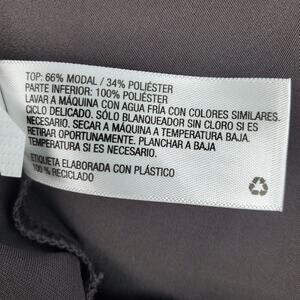 TOP: 66% MODAL / 34% POLIÉSTER
PARTE INFERIOR: 100% POLIÉSTER
LAVAR A MÁQUINA CON AGUA FRÍA CON COLORES SIMILARES.
CICLO DELICADO. SÓLO BLANQUEADOR SIN CLORO SI ES
NECESARIO. SECAR A MÁQUINA A TEMPERATURA BAJA.
RETIRAR OPORTUNAMENTE. PLANCHAR A BAJA
TEMPERATURA SI ES NECESARIO.
ETIQUETA ELABORADA CON PLÁSTICO
100 % RECICLADO